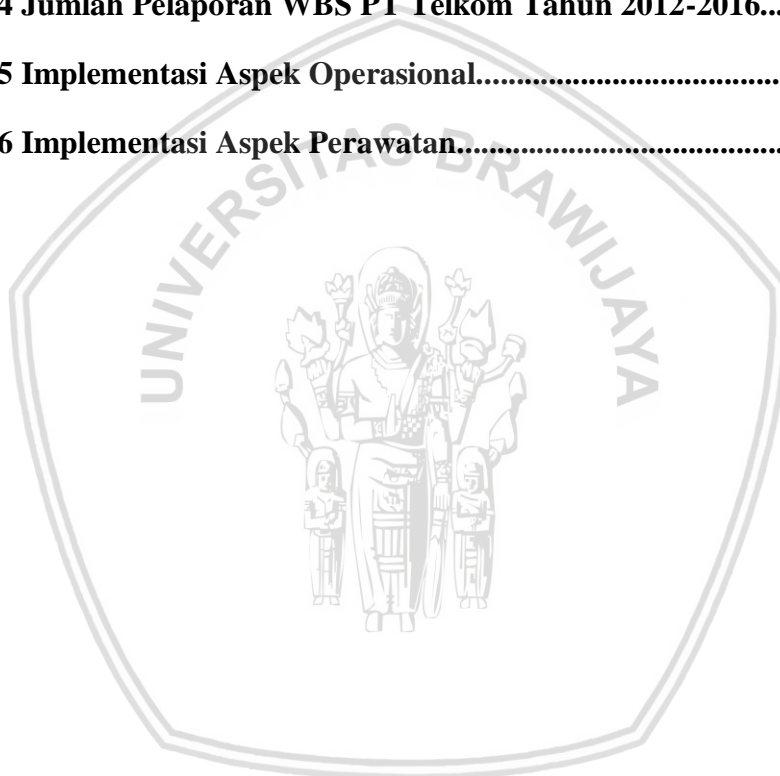 4 Jumlah Pelaporan WBS PT Telkom Tahun 2012-2016...
5 Implementasi Aspek Operasional......................................
6 Implementasi Aspek Perawatan.........................................
UNIVERSITAS BRAWIJAYA